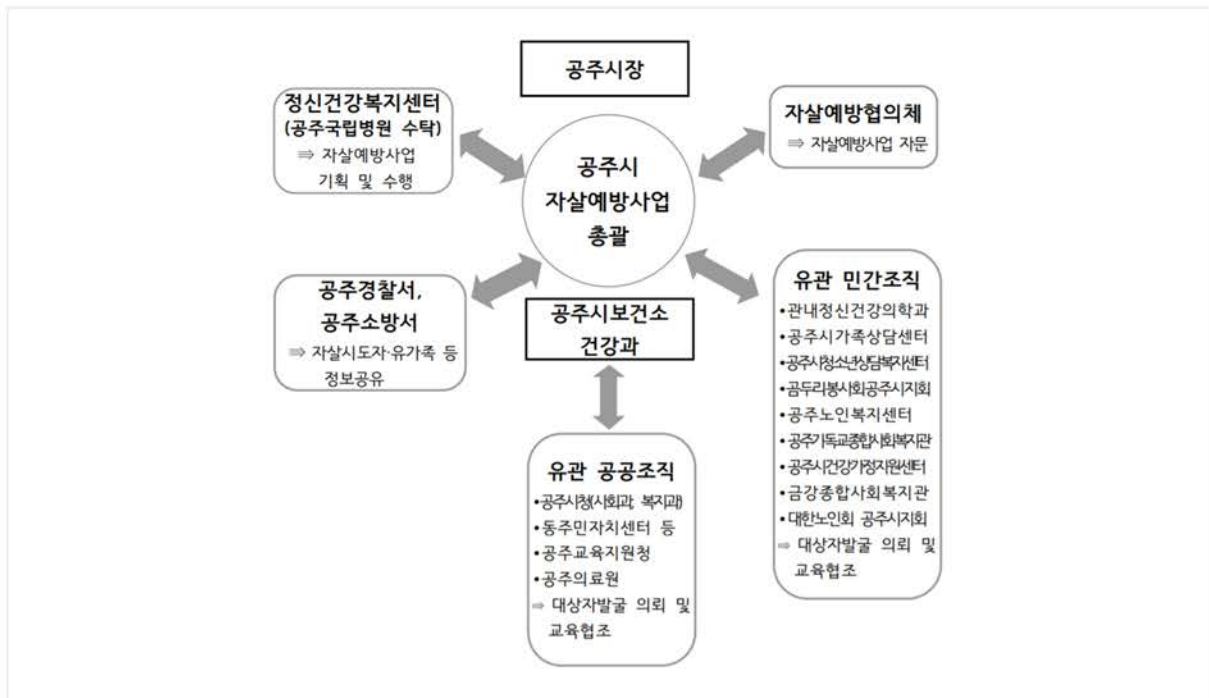 공주시장
정신건강복지센터
(공주국립병원 수탁)
⇒ 자살예방사업
기획 및 수행
자살예방협의체
⇒ 자살예방사업 자문
공주시
자살예방사업
총괄
공주경찰서,
공주소방서
⇒ 자살시도자·유가족 등
정보공유
공주시보건소
건강과
유관 민간조직
•관내정신건강의학과
•공주시가족상담센터
•공주시청소년상담복지센터
•곰두리봉사회공주시지회
•공주노인복지센터
•공주기독교종합사회복지관
•공주시건강가정지원센터
•금강종합사회복지관
•대한노인회 공주시지회
⇒ 대상자발굴 의뢰 및
교육협조
유관 공공조직
•공주시청(사회과, 복지과)
•동주민자치센터 등
•공주교육지원청
•공주의료원
⇒ 대상자발굴 의뢰 및
교육협조